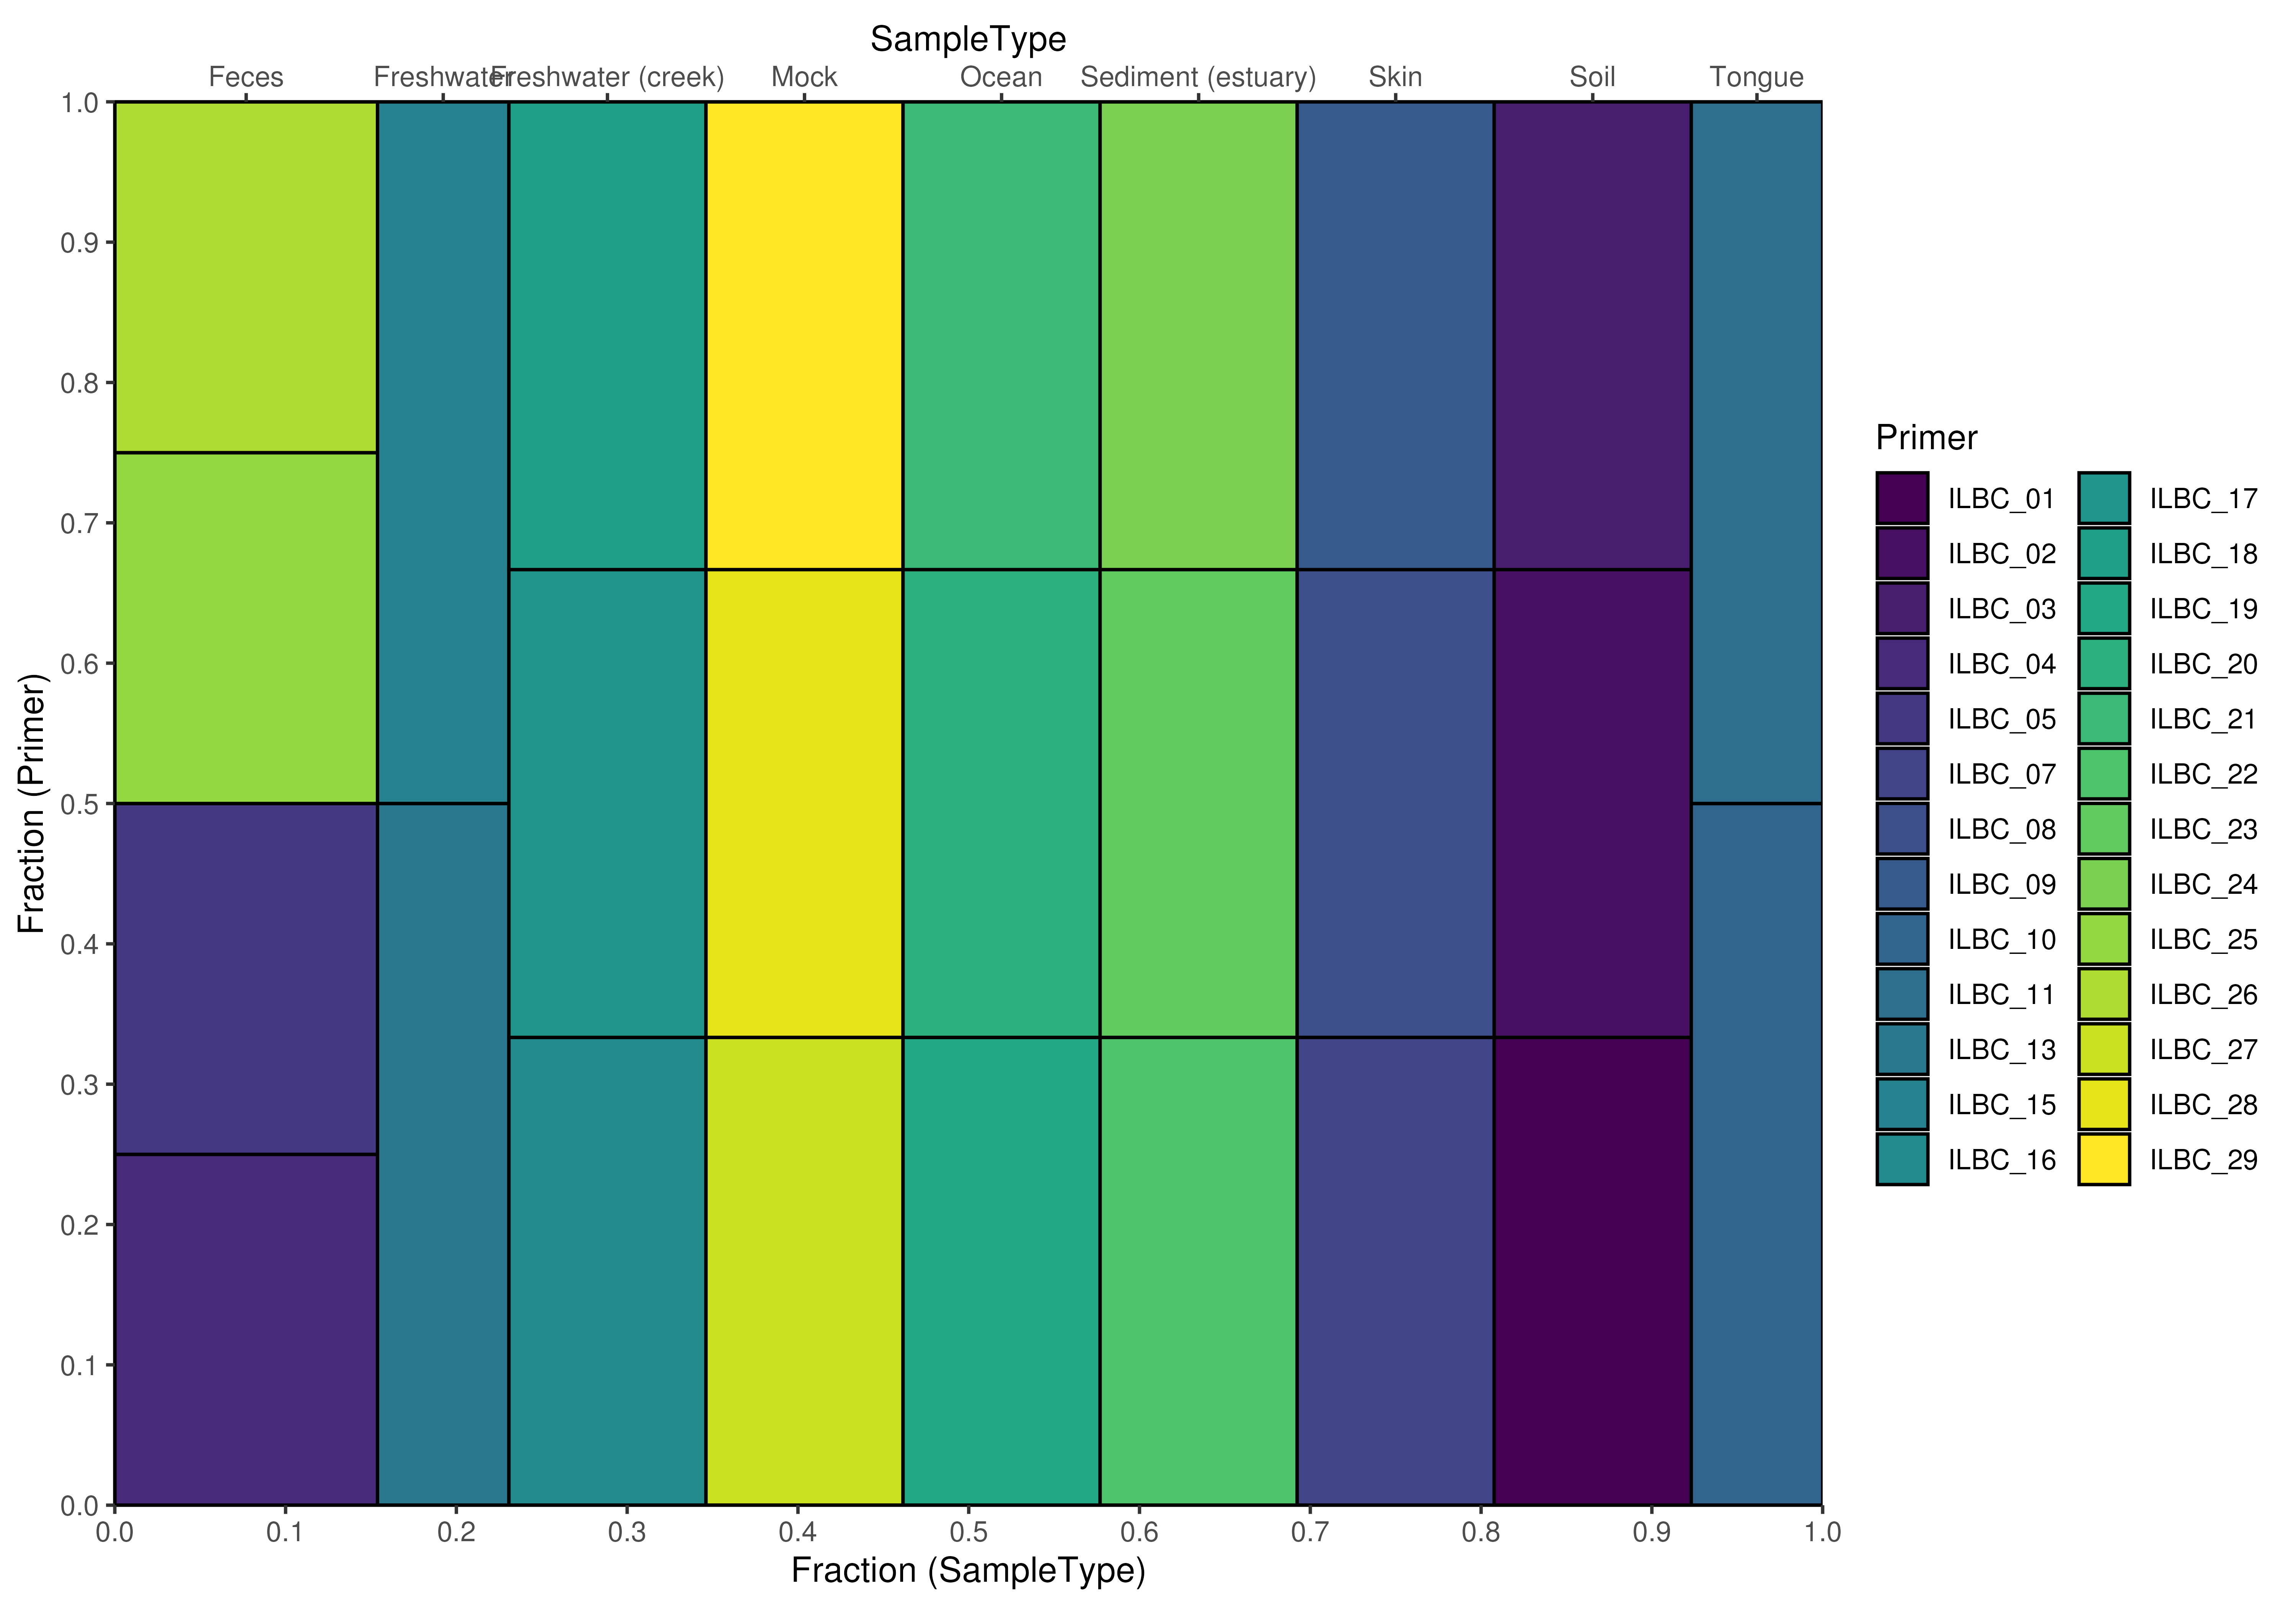 SampleType
Feces Freshwater Freshwater (creek) Mock Ocean Sediment (estuary) Skin Soil Tongue
1.0
0.9
0.8
0.7
0.6
0.5
0.4
0.3
0.2
0.1
0.0
Fraction (Primer)
0.0 0.1 0.2 0.3 0.4 0.5 0.6 0.7 0.8 0.9 1.0
Fraction (SampleType)
Primer
ILBC_01
ILBC_02
ILBC_03
ILBC_04
ILBC_05
ILBC_07
ILBC_08
ILBC_09
ILBC_10
ILBC_11
ILBC_13
ILBC_15
ILBC_16
ILBC_17
ILBC_18
ILBC_19
ILBC_20
ILBC_21
ILBC_22
ILBC_23
ILBC_24
ILBC_25
ILBC_26
ILBC_27
ILBC_28
ILBC_29